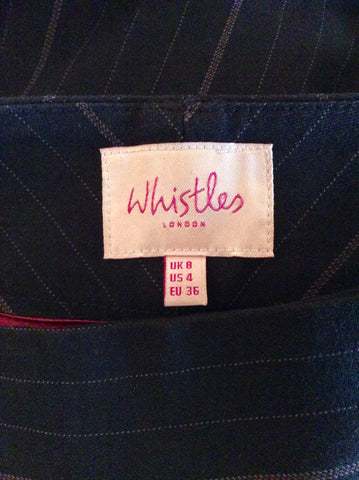 Whistles
LONDON
UK 8
US 4
EU 36